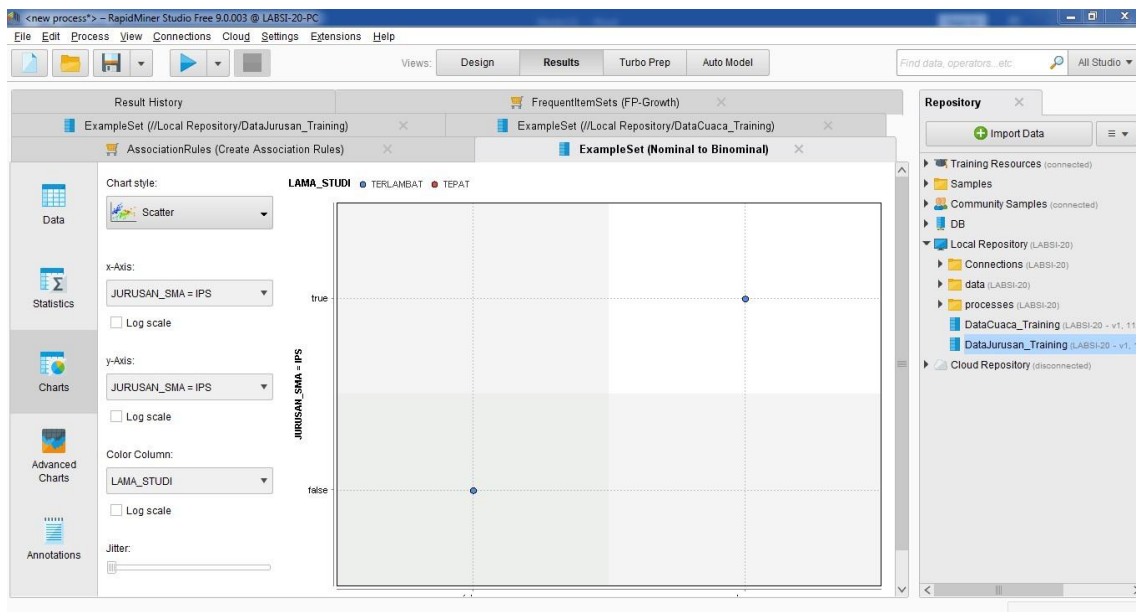 <new process*> – RapidMiner Studio Free 9.0.003 @ LABSI-20-PC
File Edit Process View Connections Cloud Settings Extensions Help
Views: Design Results Turbo Prep Auto Model
Find data, operators...etc All Studio
Result History
FrequentItemSets (FP-Growth)
ExampleSet (//Local Repository/DataJurusan_Training)
ExampleSet (//Local Repository/DataCuaca_Training)
AssociationRules (Create Association Rules)
ExampleSet (Nominal to Binominal)
Data
Statistics
Charts
Advanced
Charts
Annotations
Chart style:
Scatter
x-Axis:
JURUSAN_SMA = IPS
Log scale
y-Axis:
JURUSAN_SMA = IPS
Log scale
Color Column:
LAMA_STUDI
Log scale
Jitter:
LAMA_STUDI TERLAMBAT TEPAT
true
JURUSAN_SMA = IPS
false
Repository
Import Data
Training Resources (connected)
Samples
Community Samples (connected)
DB
Local Repository (LABSI-20)
Connections (LABSI-20)
data (LABSI-20)
processes (LABSI-20)
DataCuaca_Training (LABSI-20 - v1, 11
DataJurusan_Training (LABSI-20 - v1, 1
Cloud Repository (disconnected)